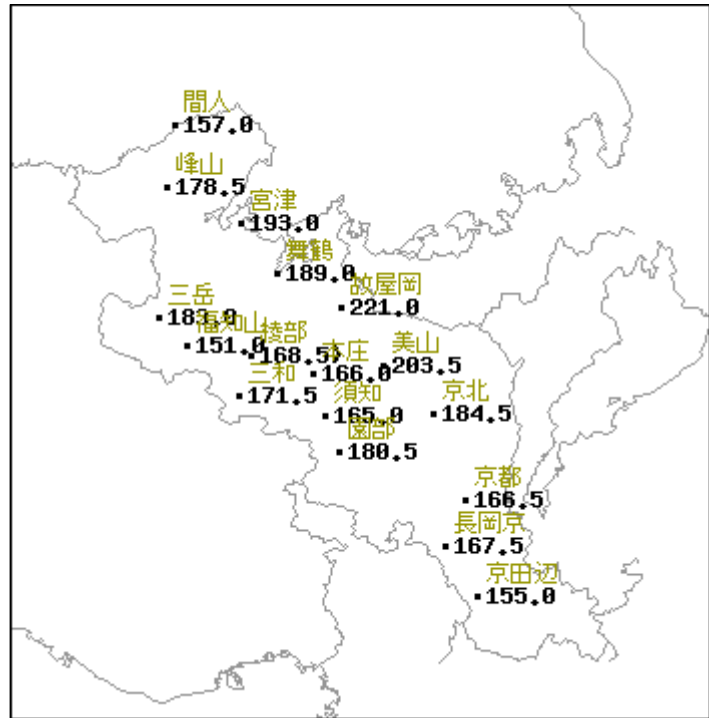 間人
157.0
峰山
178.5
宮津
193.0
舞鶴
189.0
故屋岡
221.0
三岳
183.0
福知山
151.0
綾部
168.5)
本庄
166.0
美山
203.5
三和
171.5
須知
165.0
京北
184.5
園部
180.5
京都
166.5
長岡京
167.5
京田辺
155.0